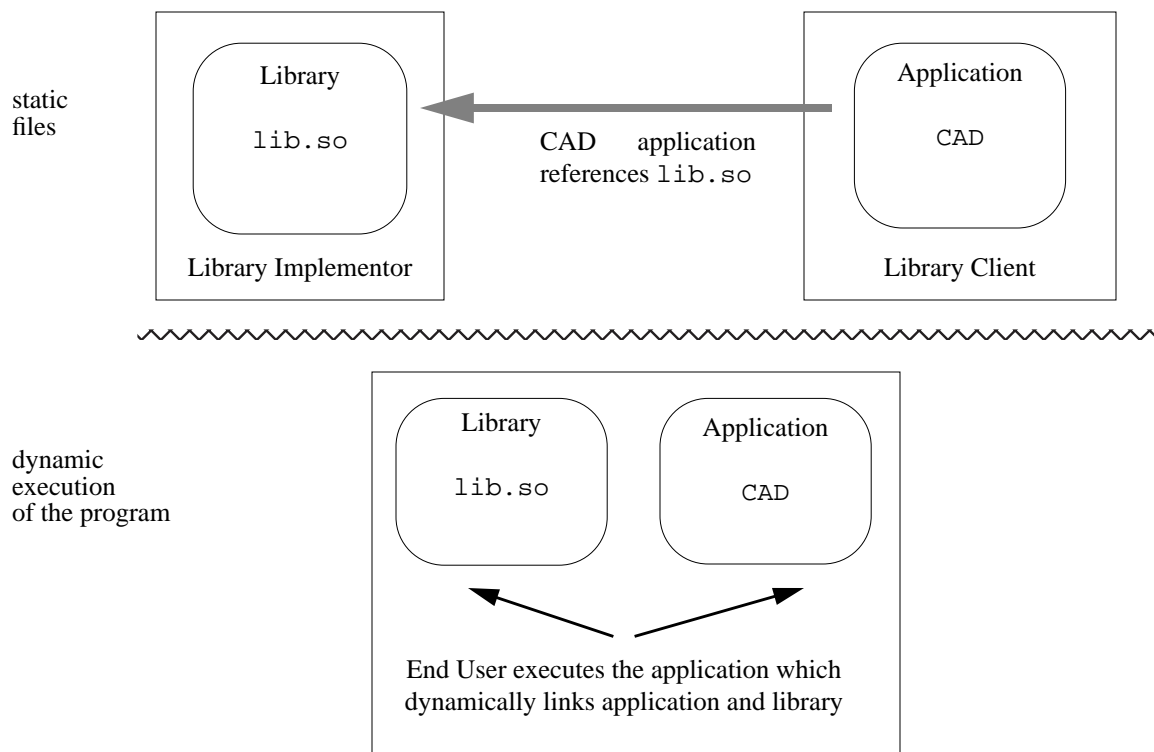 static
files
Library
lib.so
Library Implementor
CAD application
references lib.so
Application
CAD
Library Client
dynamic
execution
of the program
Library
lib.so
Application
CAD
End User executes the application which
dynamically links application and library